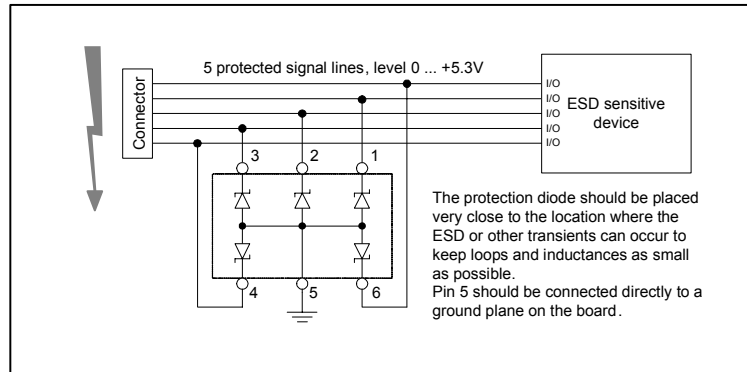 5 protected signal lines, level 0 ... +5.3V
Connector
I/O
I/O
I/O
I/O
I/O
ESD sensitive
device
3
2
1
4
5
6
The protection diode should be placed
very close to the location where the
ESD or other transients can occur to
keep loops and inductances as small
as possible.
Pin 5 should be connected directly to a
ground plane on the board.